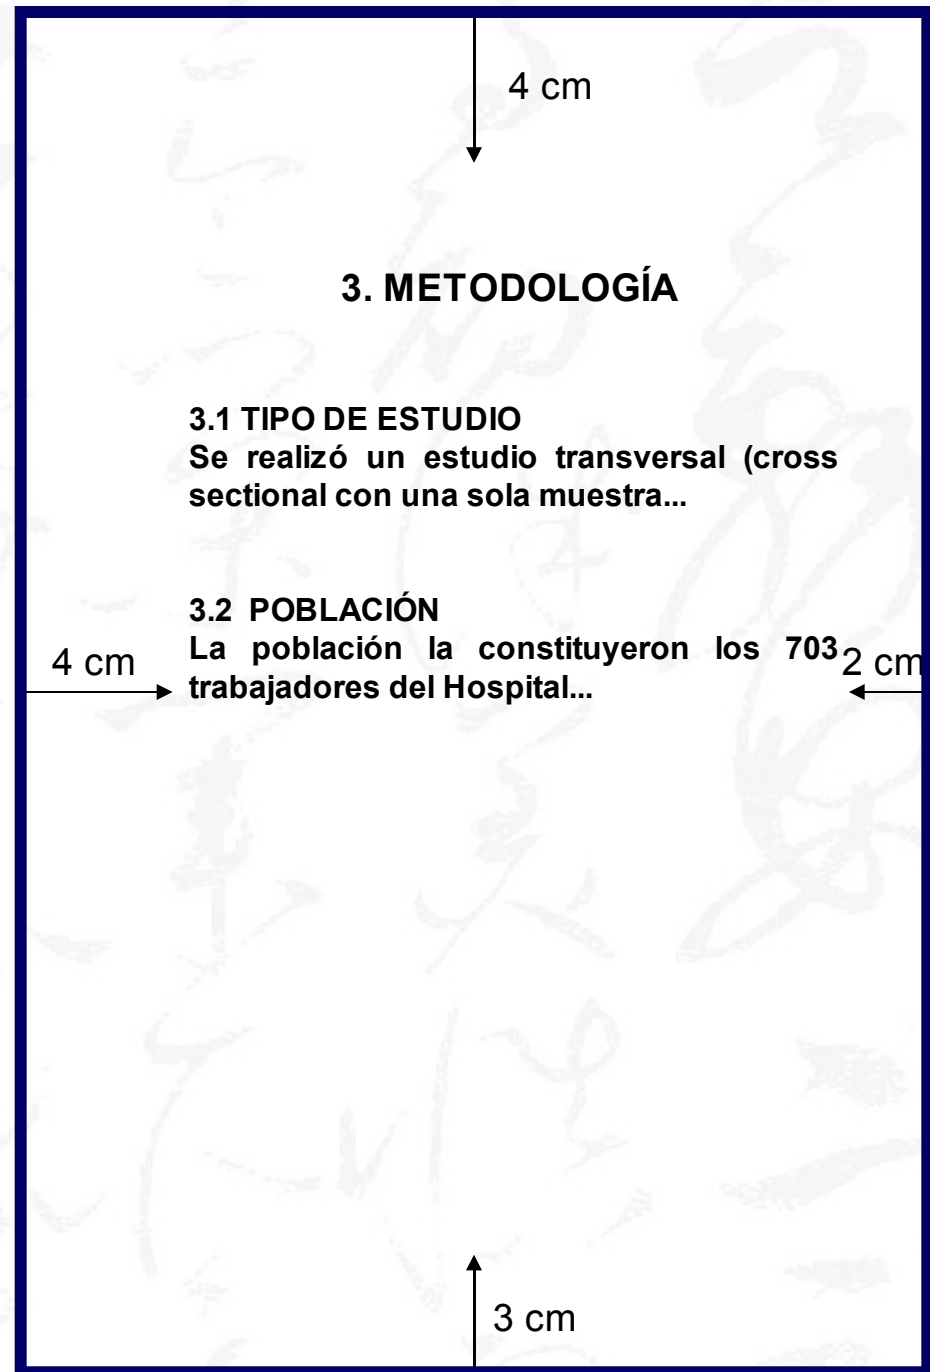 4 cm
3. METODOLOGÍA
3.1 TIPO DE ESTUDIO
Se realizó un estudio transversal (cross
sectional con una sola muestra...
3.2 POBLACIÓN
La población la constituyeron los 703
trabajadores del Hospital...
4 cm
2 cm
3 cm